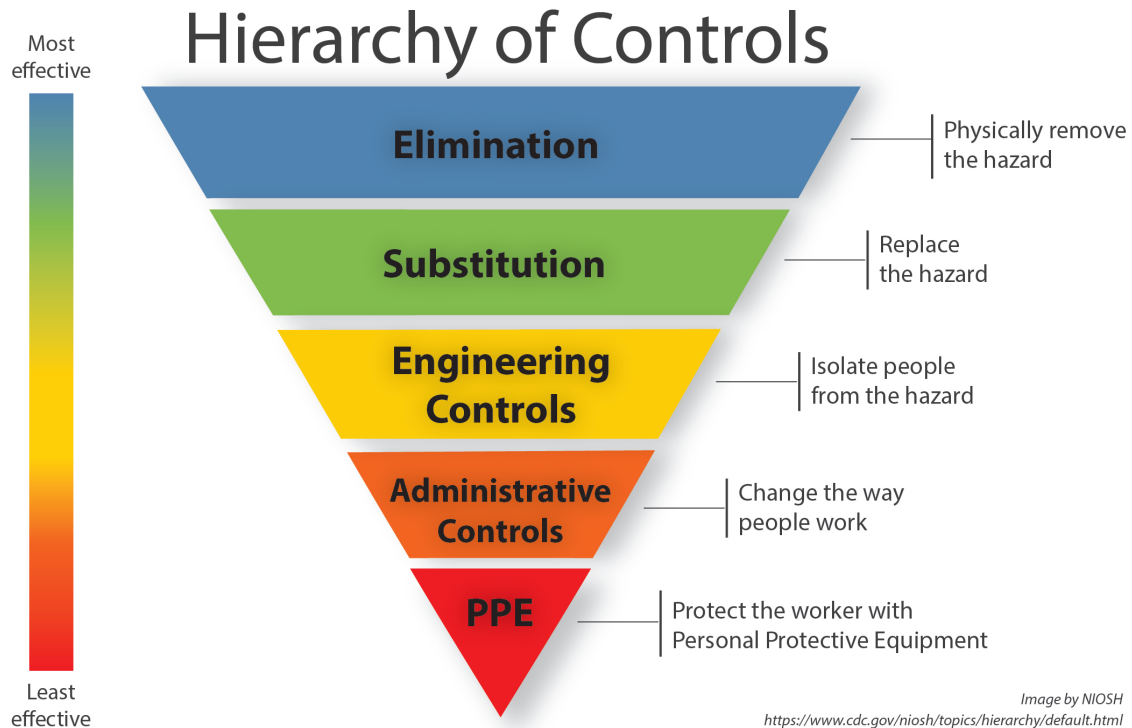 Hierarchy of Controls
Most
effective
Elimination
Physically remove
the hazard
Substitution
Replace
the hazard
Engineering
Controls
Isolate people
from the hazard
Administrative
Controls
Change the way
people work
PPE
Protect the worker with
Personal Protective Equipment
Least
effective
Image by NIOSH
https://www.cdc.gov/niosh/topics/hierarchy/default.html